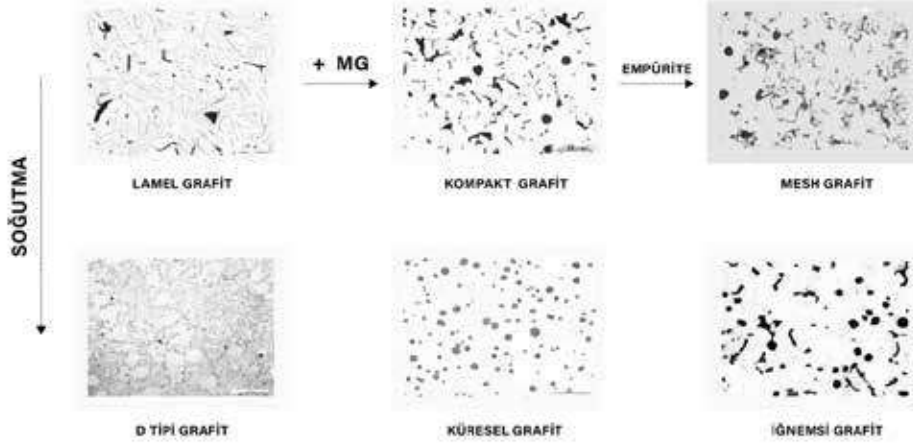 + MG
EMPÜRİTE
LAMEL GRAFİT
KOMPAKT GRAFİT
MESH GRAFİT
SOĞUTMA
D TİPİ GRAFİT
KÜRESEL GRAFİT
İĞNEMSİ GRAFİT